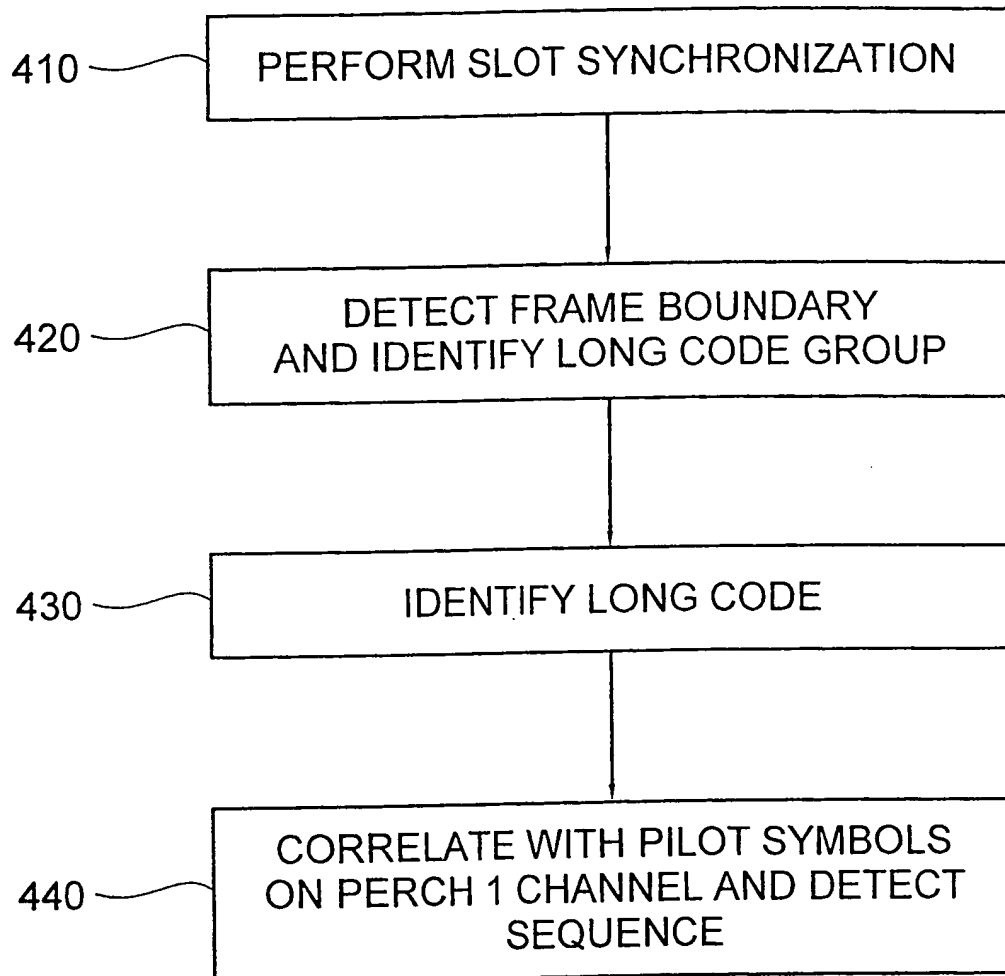 410
PERFORM SLOT SYNCHRONIZATION
420
DETECT FRAME BOUNDARY
AND IDENTIFY LONG CODE GROUP
430
IDENTIFY LONG CODE
440
CORRELATE WITH PILOT SYMBOLS
ON PERCH 1 CHANNEL AND DETECT
SEQUENCE